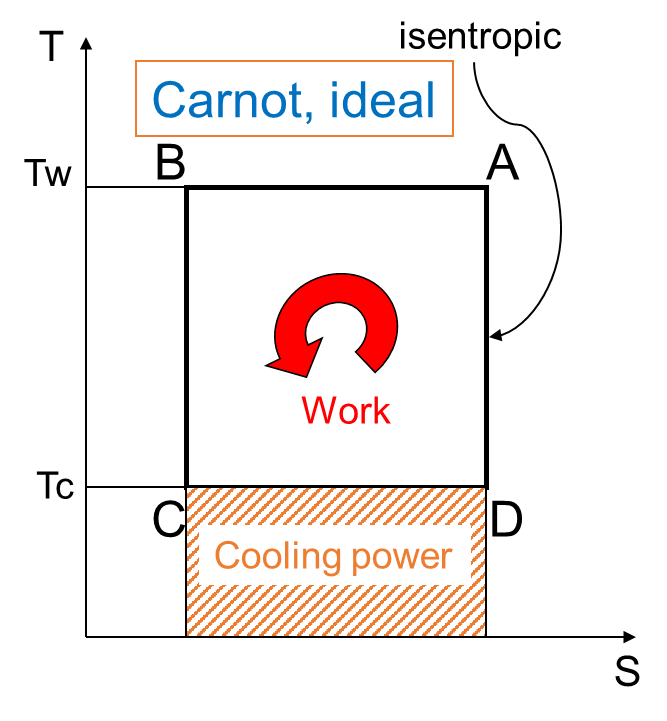 T
isentropic
Carnot, ideal
B
A
Tw
Work
Tc
C
D
Cooling power
S